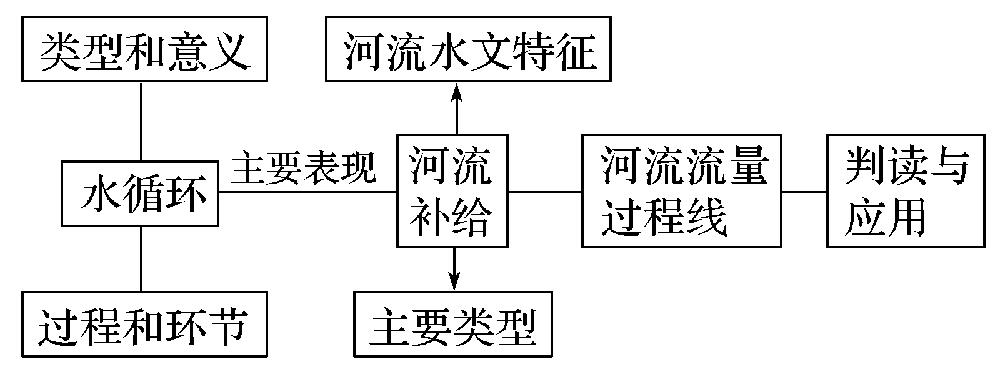 类型和意义
河流水文特征
水循环
主要表现
河流
补给
河流流量
过程线
判读与
应用
过程和环节
主要类型